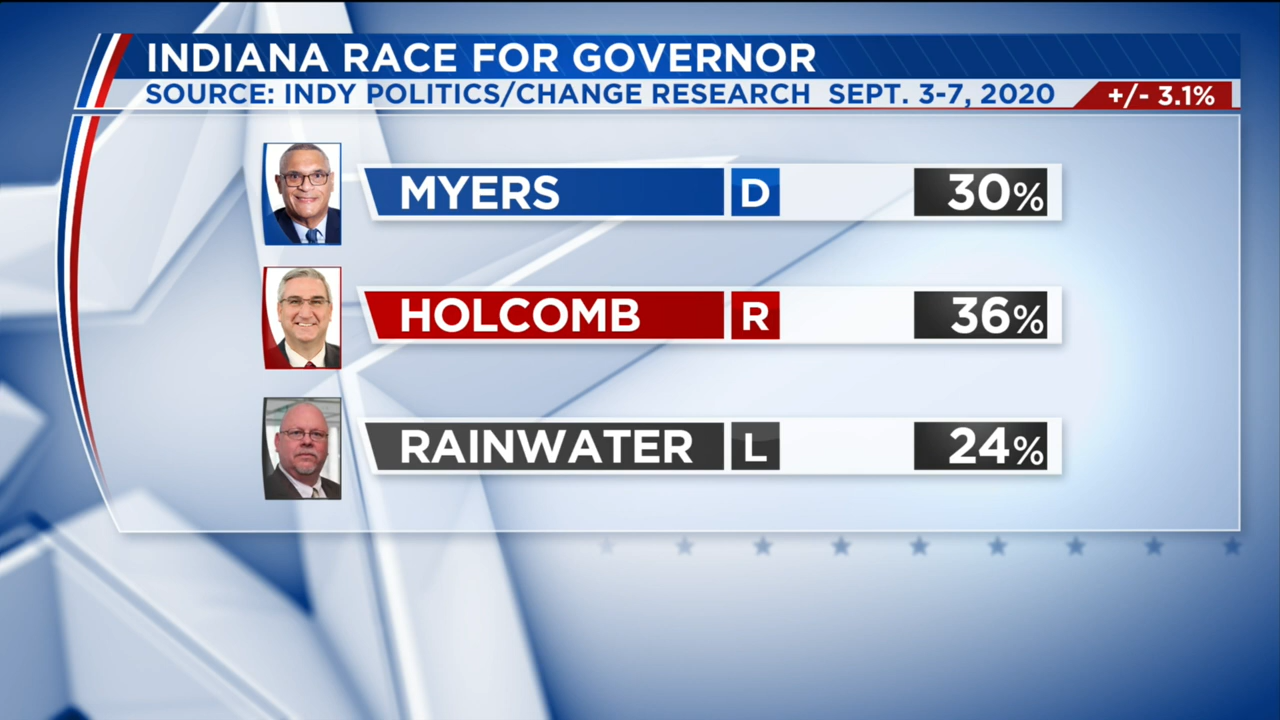 INDIANA RACE FOR GOVERNOR
SOURCE: INDY POLITICS/CHANGE RESEARCH SEPT. 3-7, 2020 +/- 3.1%
MYERS D 30%
HOLCOMB R 36%
RAINWATER L 24%